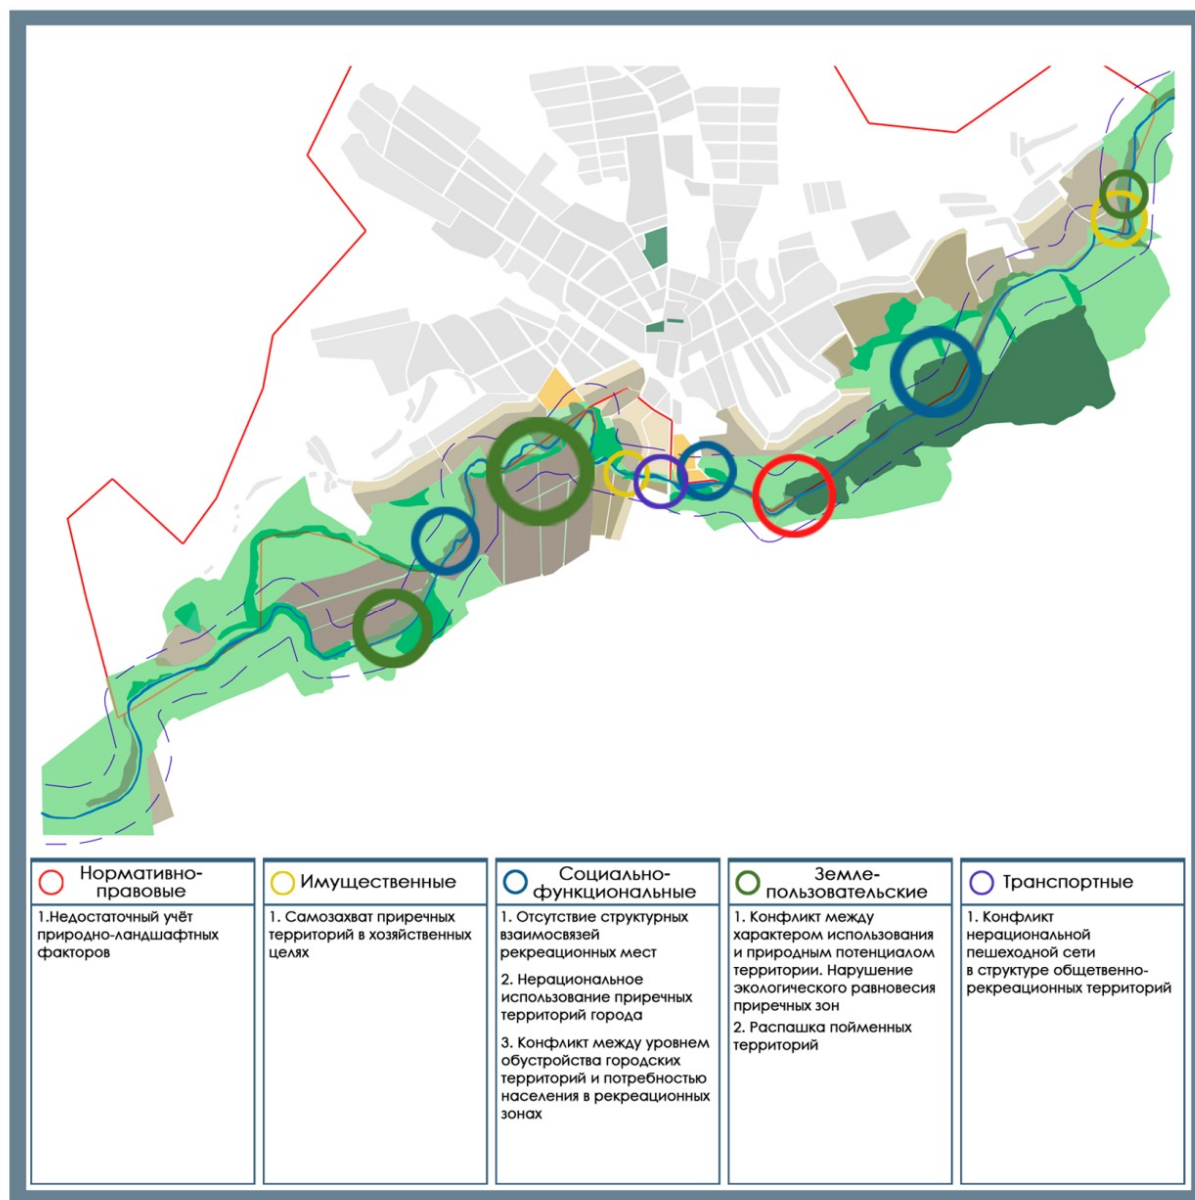 Нормативно-
правовые
1.Недостаточный учёт
природно-ландшафтных
факторов
Имущественные
1. Самозахват приречных
территорий в хозяйственных
целях
Социально-
функциональные
1. Отсутствие структурных
взаимосвязей
рекреационных мест
2. Нерациональное
использование приречных
территорий города
3. Конфликт между уровнем
обустройства городских
территорий и потребностью
населения в рекреационных
зонах
Земле-
пользовательские
1. Конфликт между
характером использования
и природным потенциалом
территории. Нарушение
экологического равновесия
приречных зон
2. Распашка пойменных
территорий
Транспортные
1. Конфликт
нерациональной
пешеходной сети
в структуре общетвенно-
рекреационных территорий